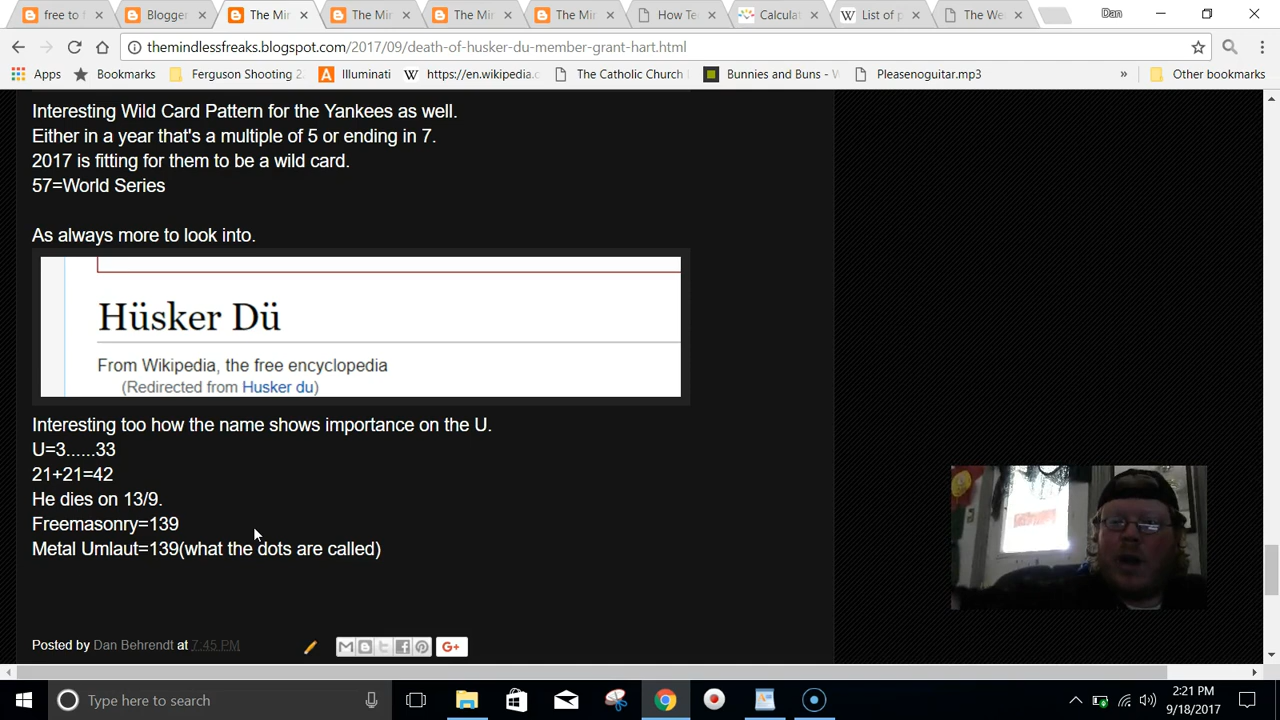 free to f
Blogger
The Min
The Min
The Min
The Min
How Te
Calculat
List of p
The We
Dan
themindlessfreaks.blogspot.com/2017/09/death-of-husker-du-member-grant-hart.html
Apps
Bookmarks
Ferguson Shooting 2
Illuminati
https://en.wikipedia.o
The Catholic Church
Bunnies and Buns - W
Pleasenoguitar.mp3
»
Other bookmarks
Interesting Wild Card Pattern for the Yankees as well.
Either in a year that's a multiple of 5 or ending in 7.
2017 is fitting for them to be a wild card.
57=World Series
As always more to look into.
Hüsker Dü
From Wikipedia, the free encyclopedia
(Redirected from Husker du)
Interesting too how the name shows importance on the U.
U=3......33
21+21=42
He dies on 13/9.
Freemasonry=139
Metal Umlaut=139(what the dots are called)
Posted by Dan Behrendt at 7:45 PM
G+
Type here to search
2:21 PM
9/18/2017